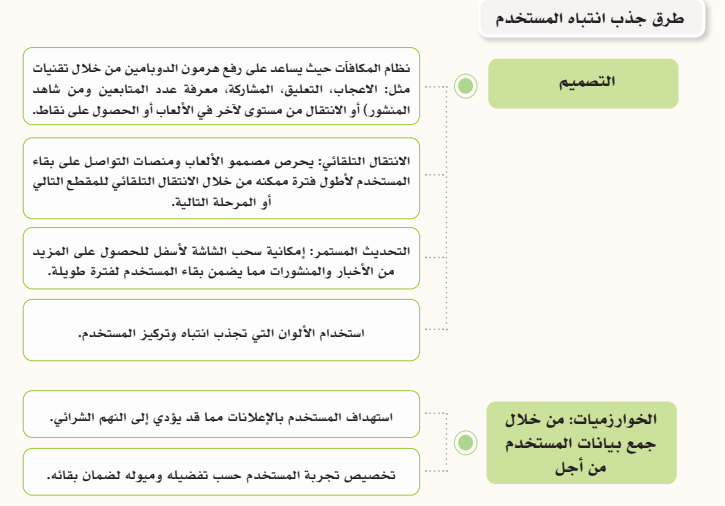 طرق جذب انتباه المستخدم
التصميم
نظام المكافآت حيث يساعد على رفع هرمون الدوبامين من خلال تقنيات
مثل: الاعجاب، التعليق، المشاركة، معرفة عدد المتابعين ومن شاهد
المنشور) أو الانتقال من مستوى لآخر في الألعاب أو الحصول على نقاط.
الانتقال التلقائي: يحرص مصممو الألعاب ومنصات التواصل على بقاء
المستخدم لأطول فترة ممكنه من خلال الانتقال التلقائي للمقطع التالي
أو المرحلة التالية.
التحديث المستمر: إمكانية سحب الشاشة لأسفل للحصول على المزيد
من الأخبار والمنشورات مما يضمن بقاء المستخدم لفترة طويلة.
استخدام الألوان التي تجذب انتباه وتركيز المستخدم.
الخوارزميات: من خلال
جمع بيانات المستخدم
من أجل
استهداف المستخدم بالإعلانات مما قد يؤدي إلى النهم الشرائي.
تخصيص تجربة المستخدم حسب تفضيله وميوله لضمان بقائه.